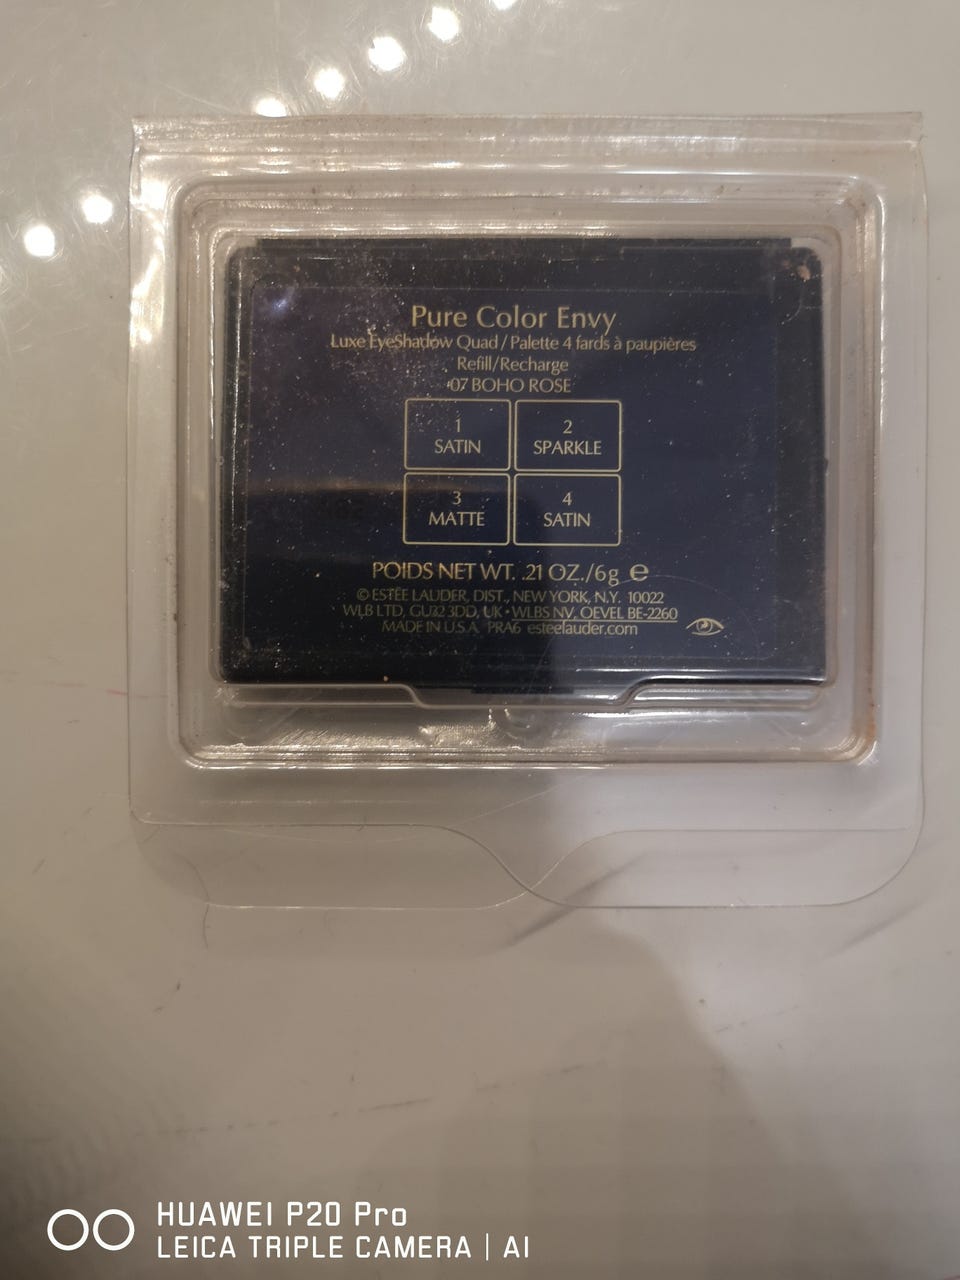 Pure Color Envy
Luxe EyeShadow Quad / Palette 4 fards à paupières
Refill/Recharge
07 BOHO ROSE
1 2
SATIN SPARKLE
3 4
MATTE SATIN
POIDS NET WT. .21 OZ./6g e
© ESTĒE LAUDER, DIST., NEW YORK, N.Y. 10022
WLB LTD, GU32 3DD, UK • WLBS NV, OEVEL BE-2260
MADE IN U.S.A. PRA6 esteelauder.com
HUAWEI P20 Pro
LEICA TRIPLE CAMERA | AI